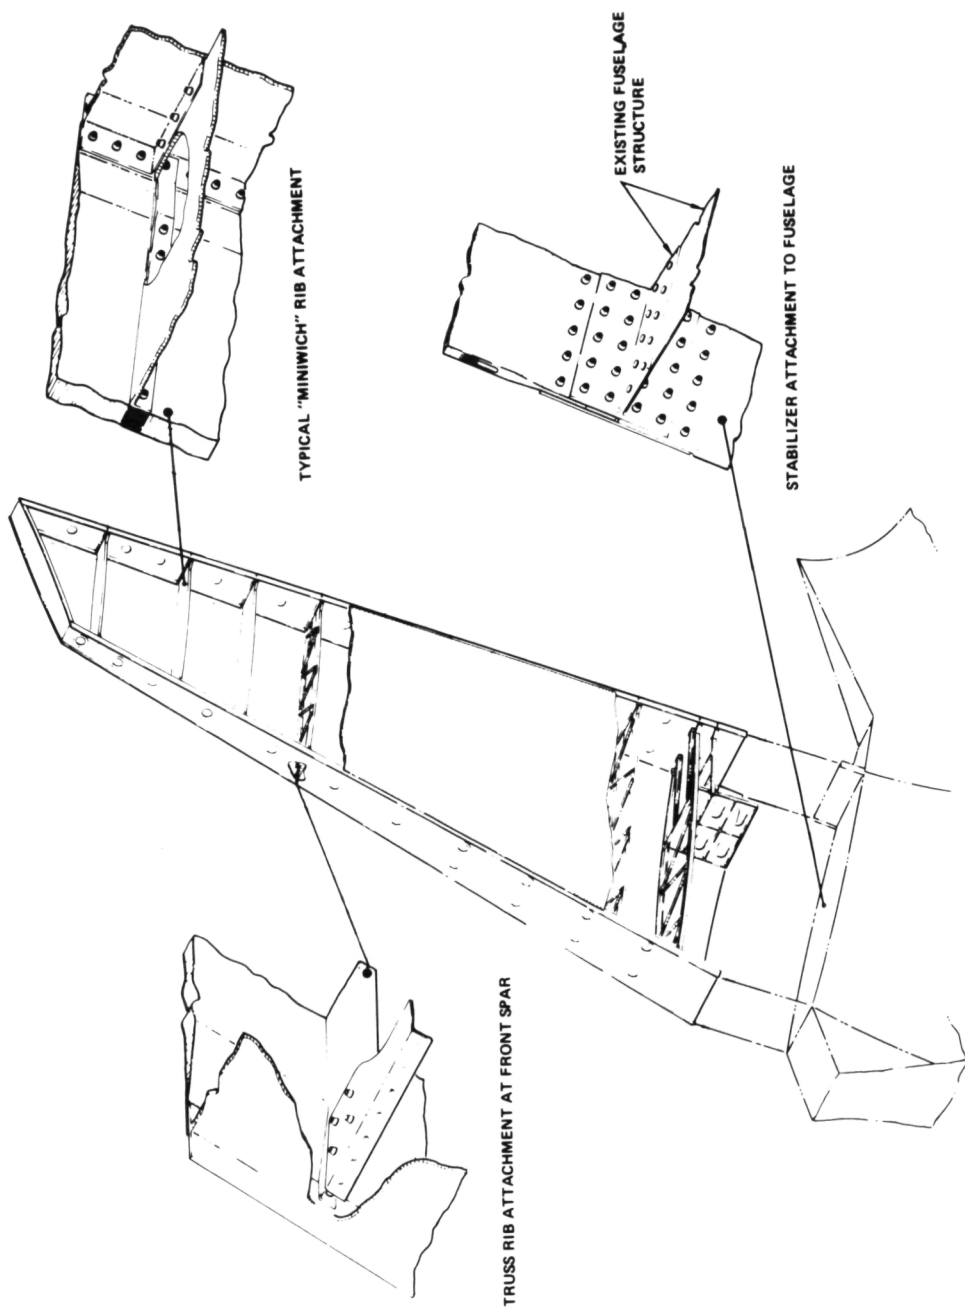 TYPICAL "MINIWICH" RIB ATTACHMENT
EXISTING FUSELAGE
STRUCTURE
STABILIZER ATTACHMENT TO FUSELAGE
TRUSS RIB ATTACHMENT AT FRONT SPAR